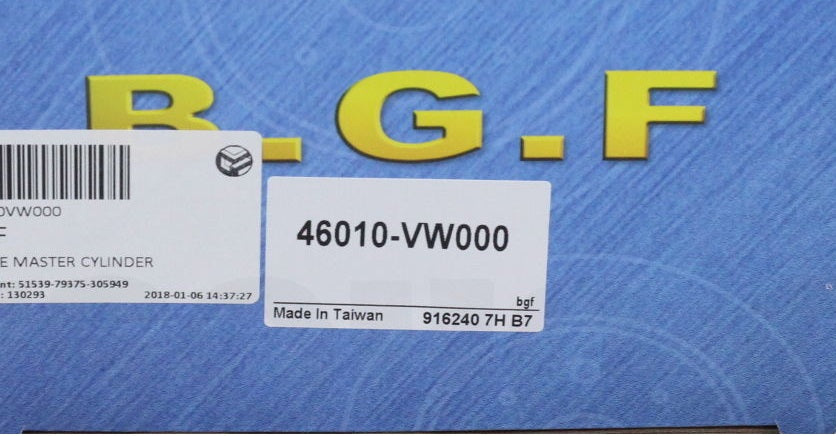 B.G.F
0VW000
F
E MASTER CYLINDER
nt: 51539-79375-305949
: 130293 2018-01-06 14:37:27
46010-VW000
bgf
Made In Taiwan 916240 7H B7